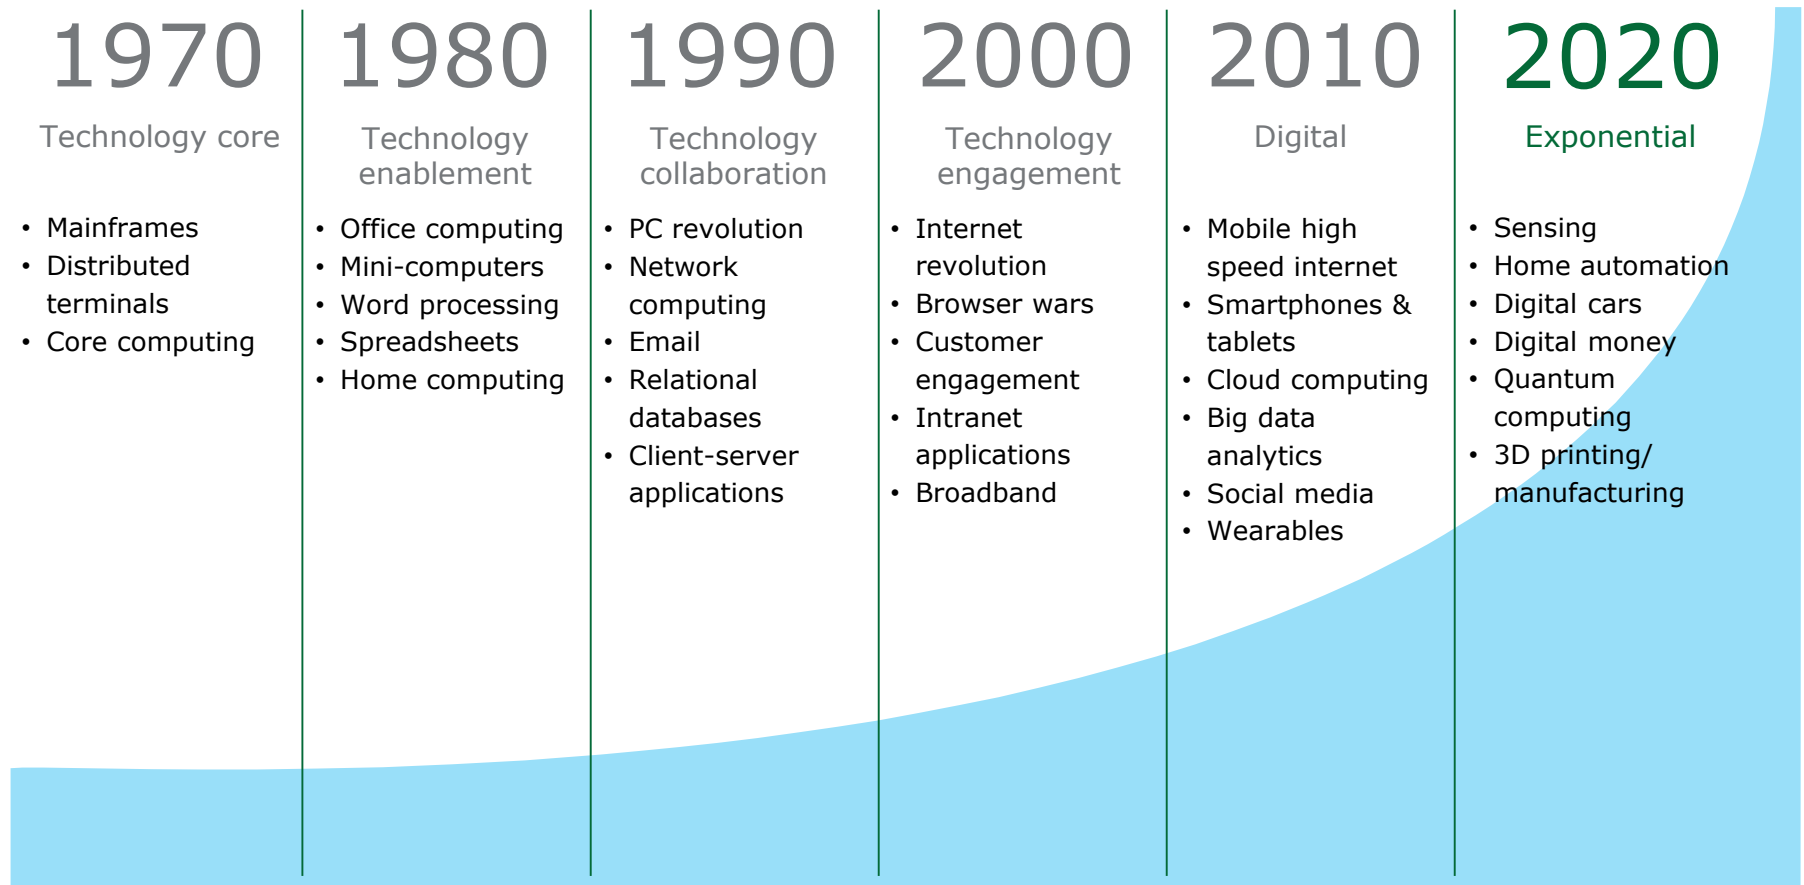 1970
Technology core
• Mainframes
• Distributed
terminals
• Core computing
1980
Technology
enablement
• Office computing
• Mini-computers
• Word processing
• Spreadsheets
• Home computing
1990
Technology
collaboration
• PC revolution
• Network
computing
• Email
• Relational
databases
• Client-server
applications
2000
Technology
engagement
• Internet
revolution
• Browser wars
• Customer
engagement
• Intranet
applications
• Broadband
2010
Digital
• Mobile high
speed internet
• Smartphones &
tablets
• Cloud computing
• Big data
analytics
• Social media
• Wearables
2020
Exponential
• Sensing
• Home automation
• Digital cars
• Digital money
• Quantum
computing
• 3D printing/
manufacturing